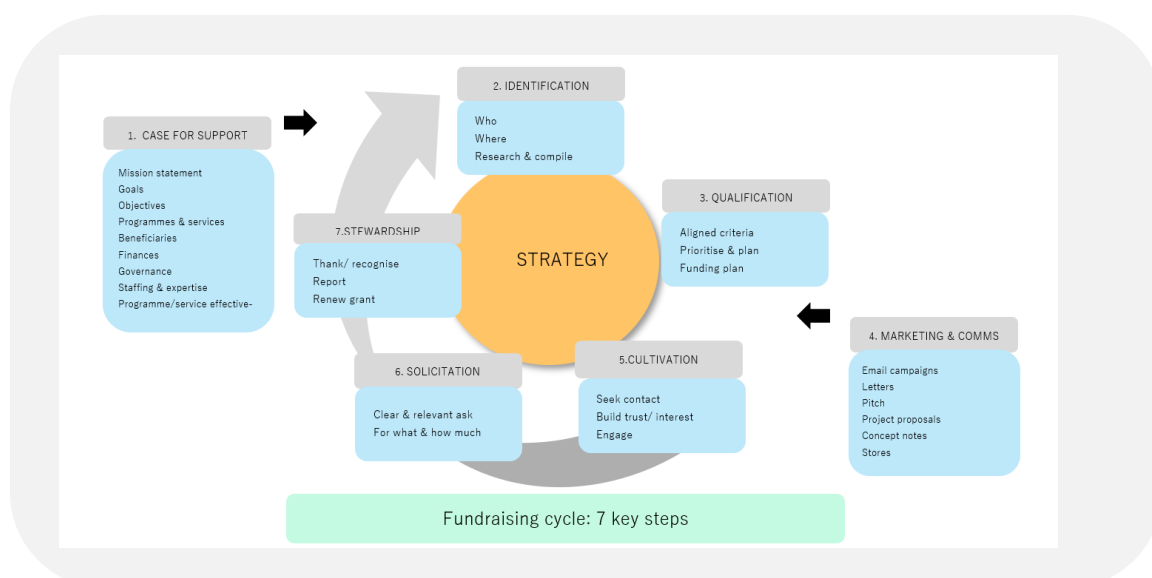 1. CASE FOR SUPPORT
Mission statement
Goals
Objectives
Programmes & services
Beneficiaries
Finances
Governance
Staffing & expertise
Programme/service effective-
2. IDENTIFICATION
Who
Where
Research & compile
3. QUALIFICATION
Aligned criteria
Prioritise & plan
Funding plan
4. MARKETING & COMMS
Email campaigns
Letters
Pitch
Project proposals
Concept notes
Stores
5.CULTIVATION
Seek contact
Build trust/ interest
Engage
6. SOLICITATION
Clear & relevant ask
For what & how much
7.STEWARDSHIP
Thank/ recognise
Report
Renew grant
STRATEGY
Fundraising cycle: 7 key steps